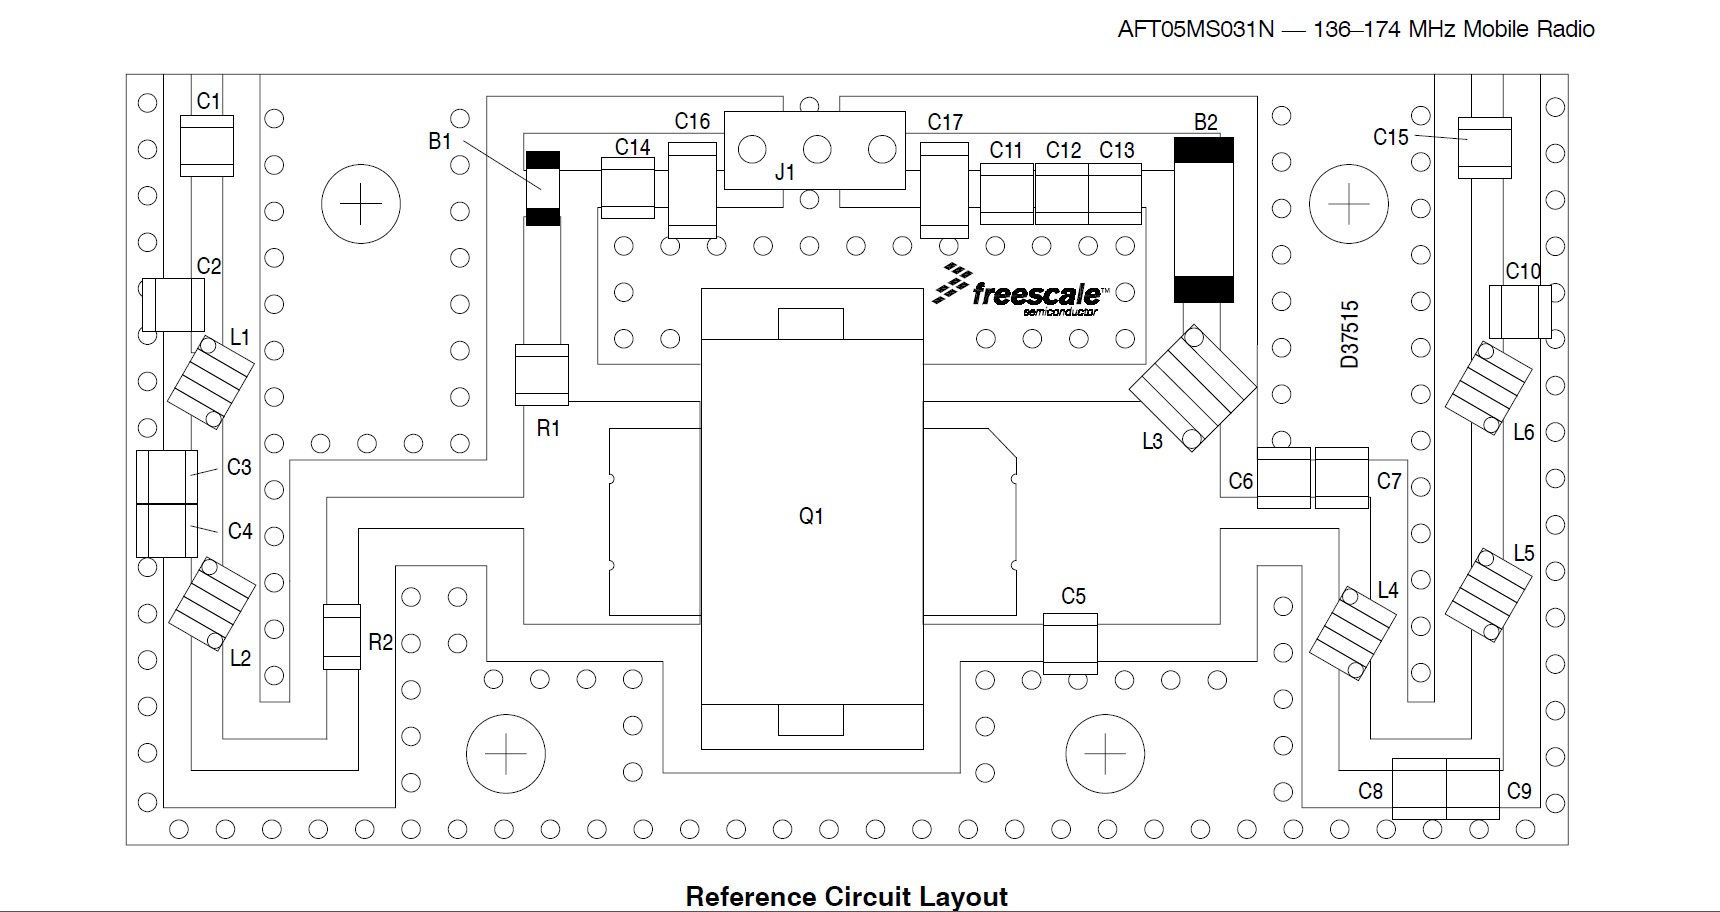 AFT05MS031N — 136–174 MHz Mobile Radio
C1
C16
C17
B2
B1
C14
C11
C12
C13
C15
J1
C2
C10
freescale™
semiconductor
D37515
L1
R1
L3
L6
C3
C6
C7
Q1
C4
L5
C5
L4
R2
L2
C8
C9
Reference Circuit Layout